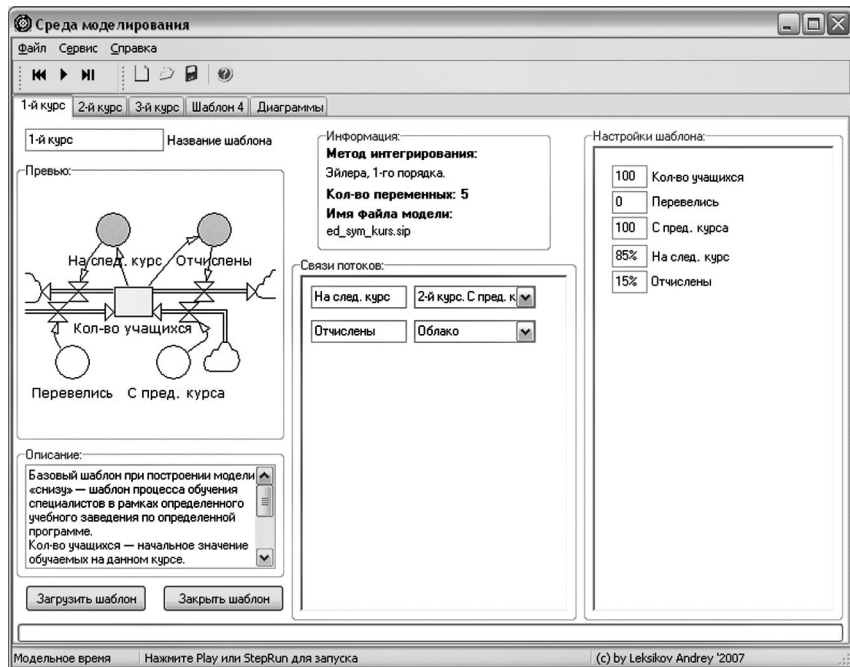 Среда моделирования
Файл Сервис Справка
1-й курс 2-й курс 3-й курс Шаблон 4 Диаграммы
1-й курс Название шаблона
Превью:
На след. курс Отчислены
Кол-во учащихся
Перевелись С пред. курса
Описание:
Базовый шаблон при построении модели
«снизу» — шаблон процесса обучения
специалистов в рамках определенного
учебного заведения по определенной
программе.
Кол-во учащихся — начальное значение
обучаемых на данном курсе.
Загрузить шаблон Закрыть шаблон
Информация:
Метод интегрирования:
Эйлера, 1-го порядка.
Кол-во переменных: 5
Имя файла модели:
ed_sym_kurs.sip
Связи потоков:
На след. курс 2-й курс. С пред. к
Отчислены Облако
Настройки шаблона:
100 Кол-во учащихся
0 Перевелись
100 С пред. курса
85% На след. курс
15% Отчислены
Модельное время Нажмите Play или StepRun для запуска (c) by Leksikov Andrey '2007